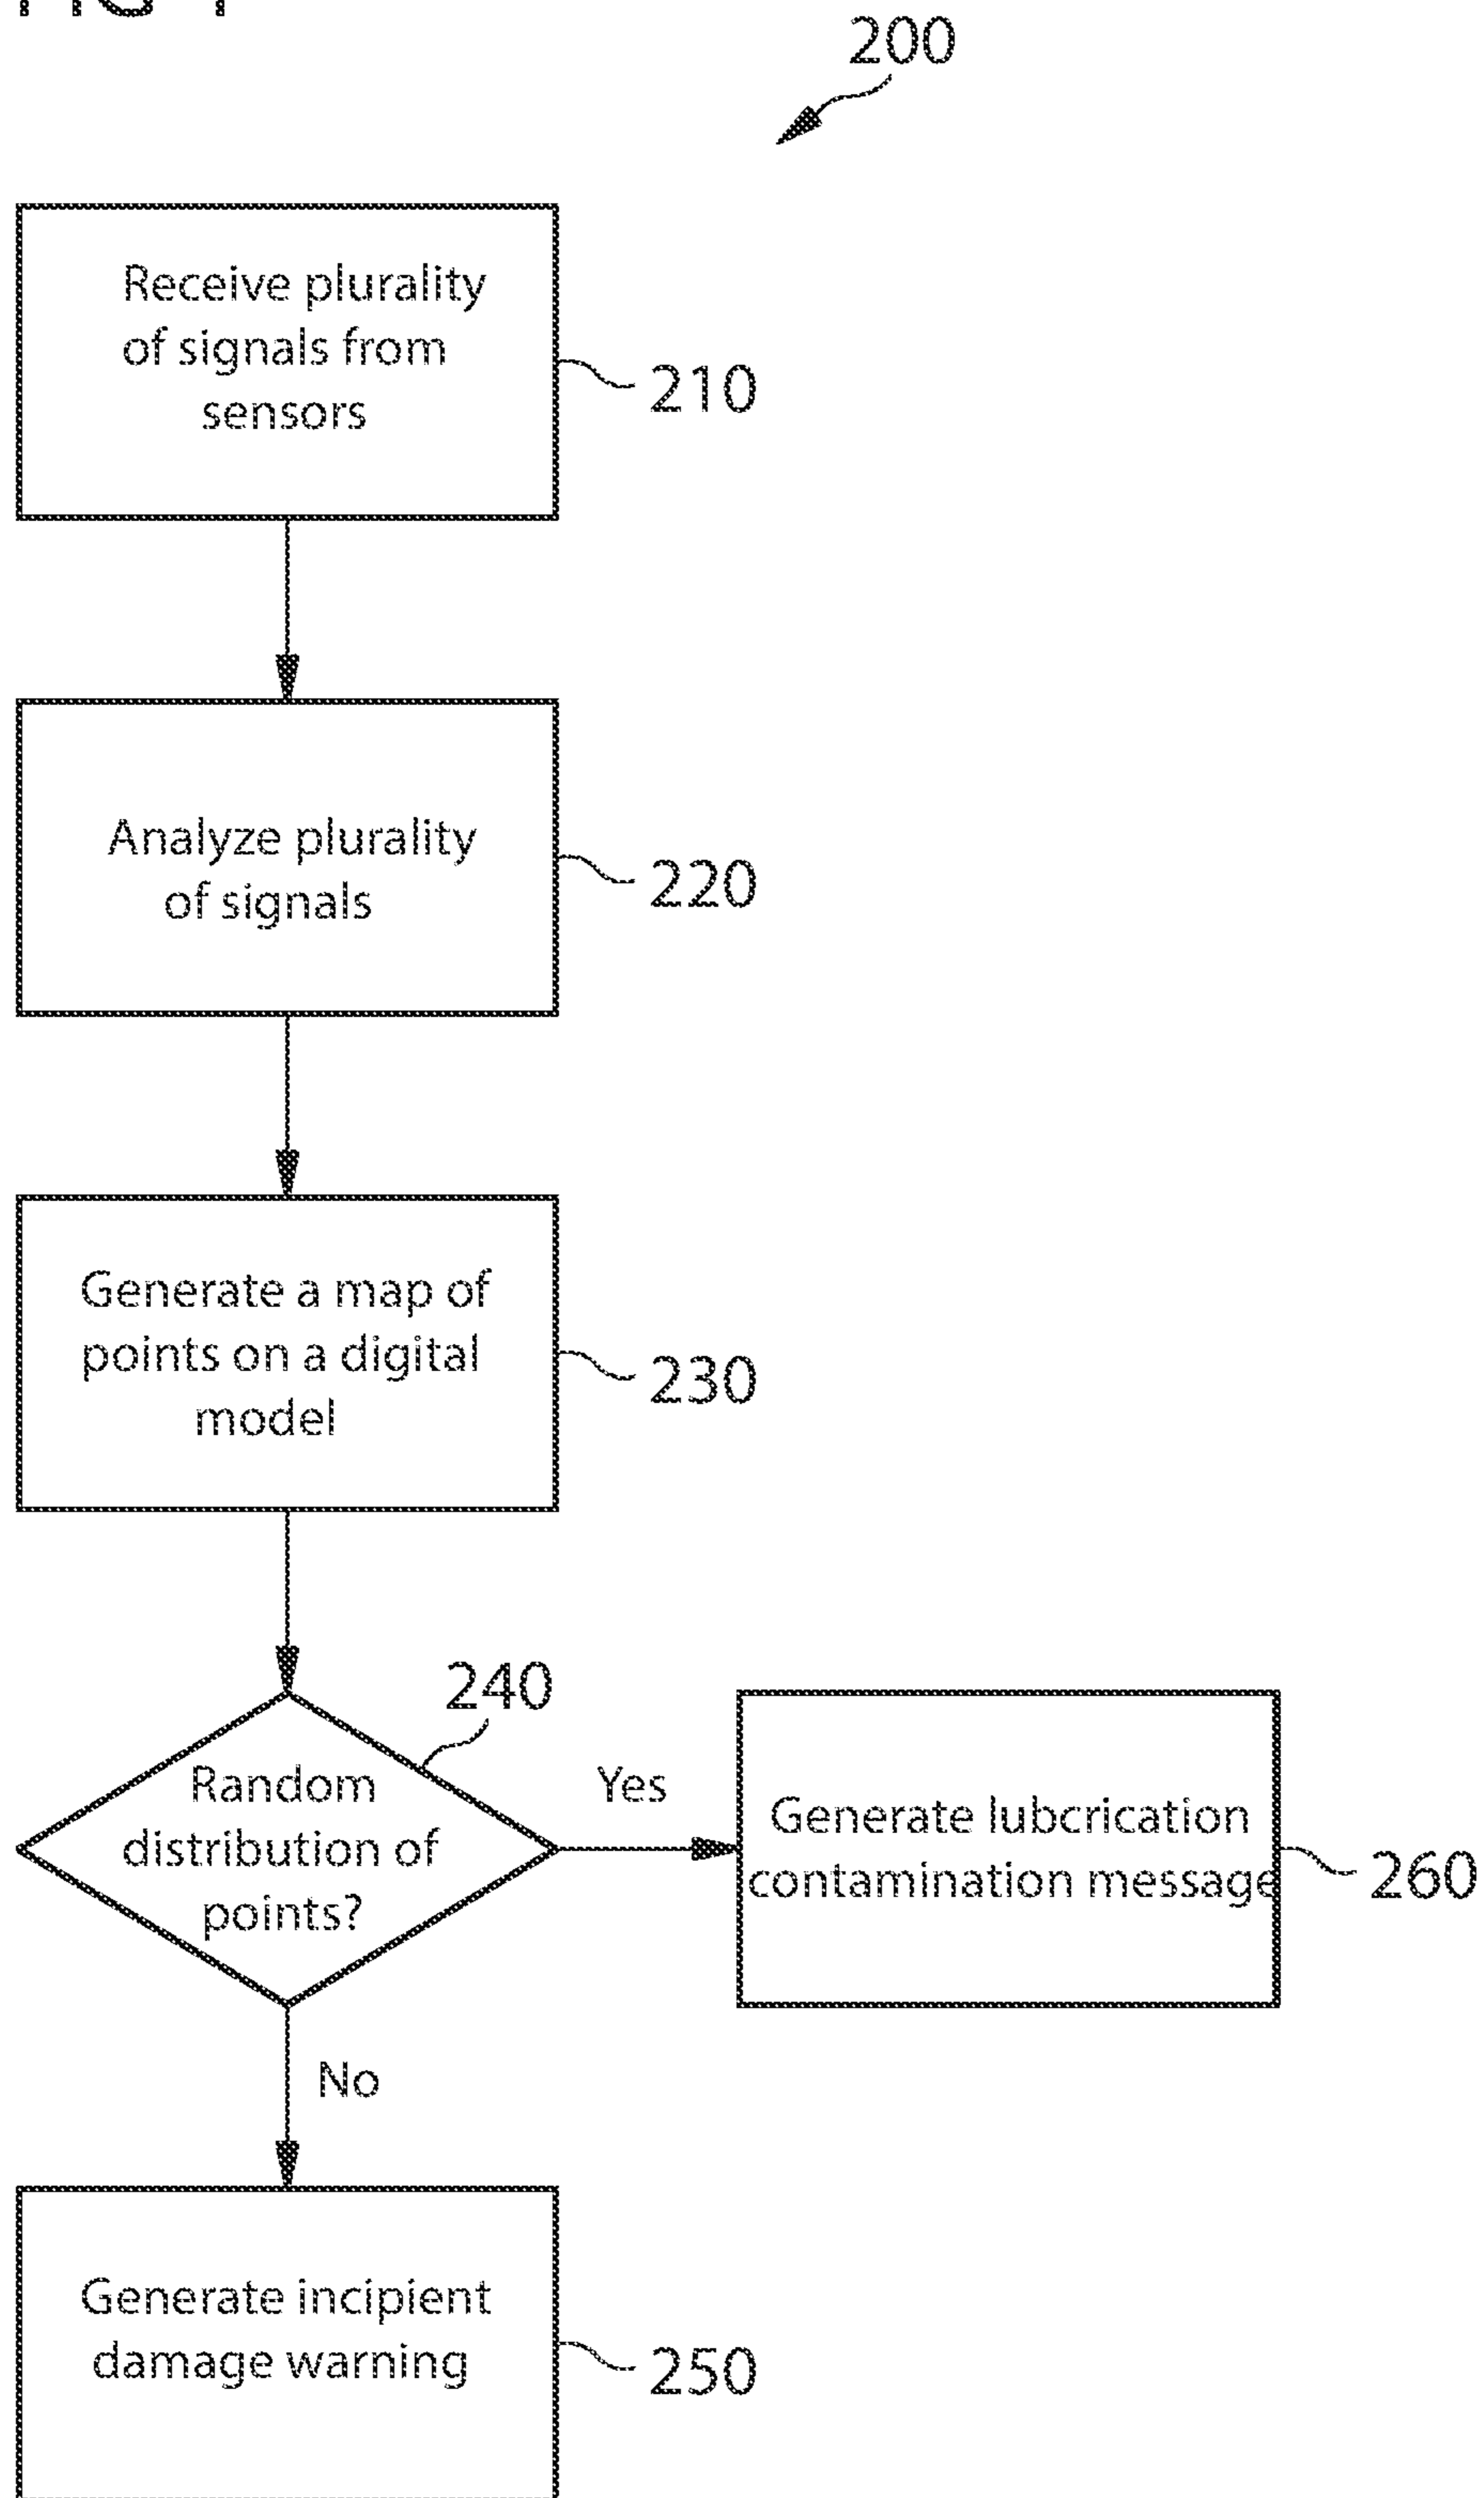 200
Receive plurality
of signals from
sensors
210
Analyze plurality
of signals
220
Generate a map of
points on a digital
model
230
240
Random
distribution of
points?
Yes
Generate lubcrication
contamination message
260
No
Generate incipient
damage warning
250